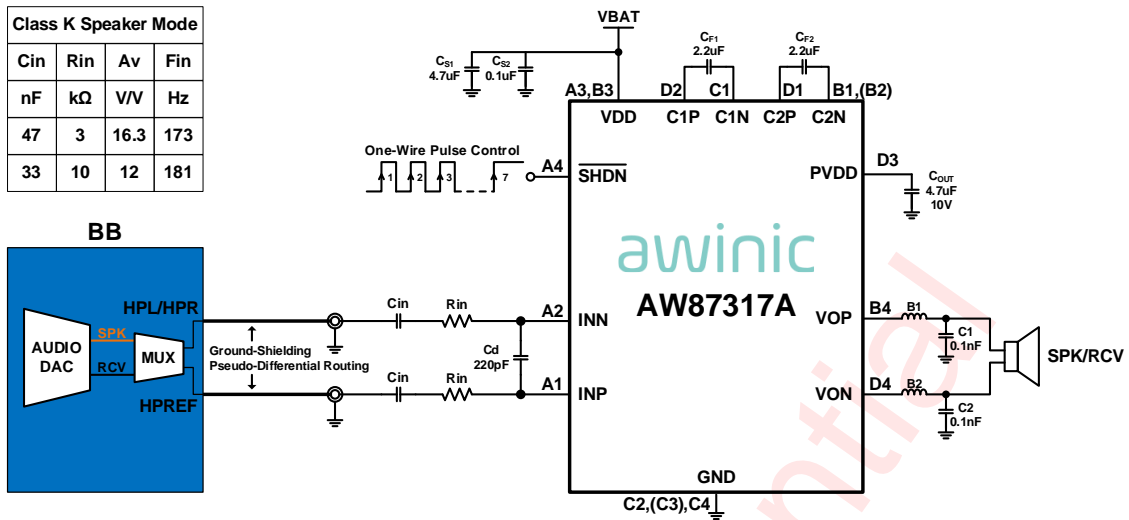 Class K Speaker Mode
Cin Rin Av Fin
nF kΩ V/V Hz
47 3 16.3 173
33 10 12 181
VBAT
CS1
4.7uF
CS2
0.1uF
CF1
2.2uF
CF2
2.2uF
A3,B3 D2 C1 D1 B1,(B2)
VDD C1P C1N C2P C2N
One-Wire Pulse Control
1 2 3 7
A4
SHDN
PVDD
D3
COUT
4.7uF
10V
awinic
AW87317A
BB
AUDIO
DAC
SPK
RCV
MUX
HPL/HPR
HPREF
Ground-Shielding
Pseudo-Differential Routing
Cin Rin
A2
INN
Cd
220pF
Cin Rin
A1
INP
VOP
B4
B1
C1
0.1nF
SPK/RCV
VON
D4
B2
C2
0.1nF
GND
C2,(C3),C4
ntial